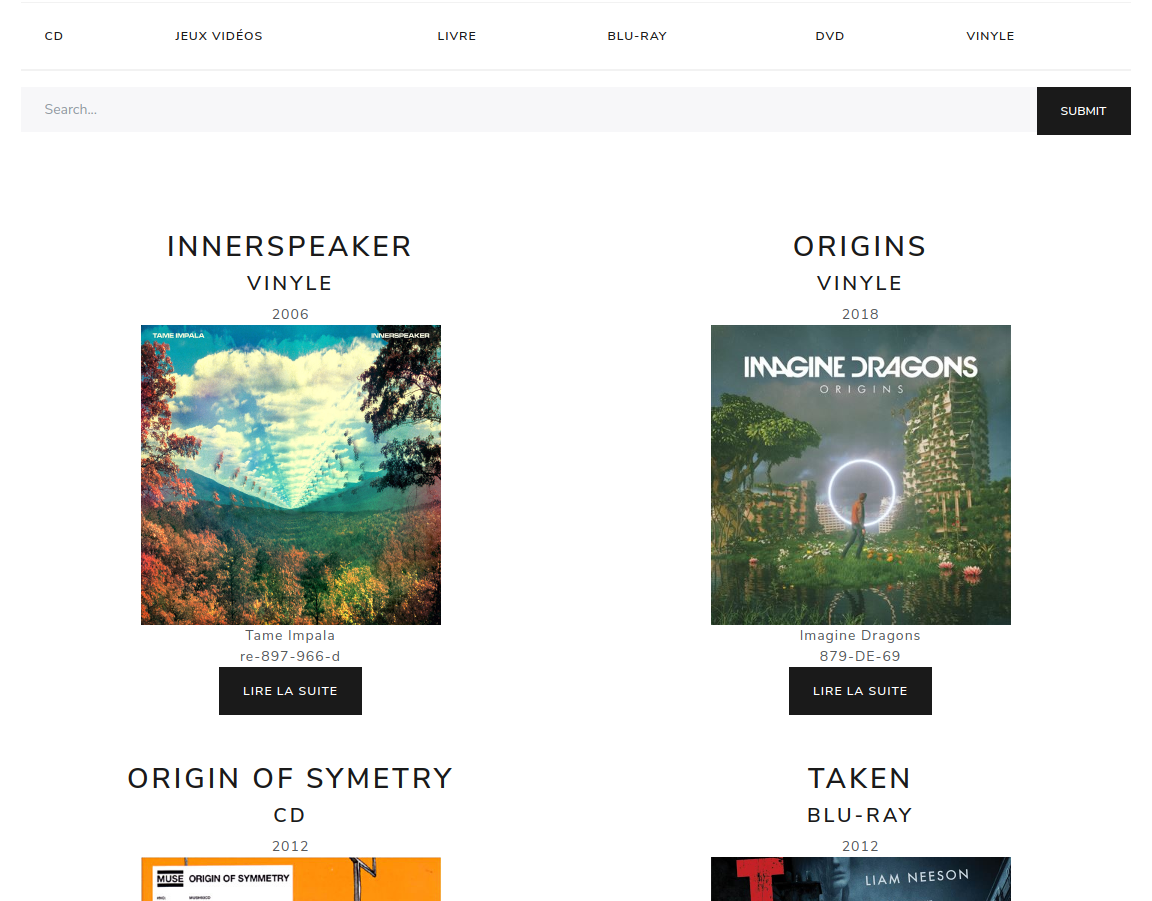 CD JEUX VIDÉOS LIVRE BLU-RAY DVD VINYLE
Search...
SUBMIT
INNERSPEAKER
VINYLE
2006
TAME IMPALA INNERSPEAKER
Tame Impala
re-897-966-d
LIRE LA SUITE
ORIGINS
VINYLE
2018
IMAGINE DRAGONS
ORIGINS
Imagine Dragons
879-DE-69
LIRE LA SUITE
ORIGIN OF SYMETRY
CD
2012
MUSE ORIGIN OF SYMMETRY
TAKEN
BLU-RAY
2012
T
LIAM NEESON